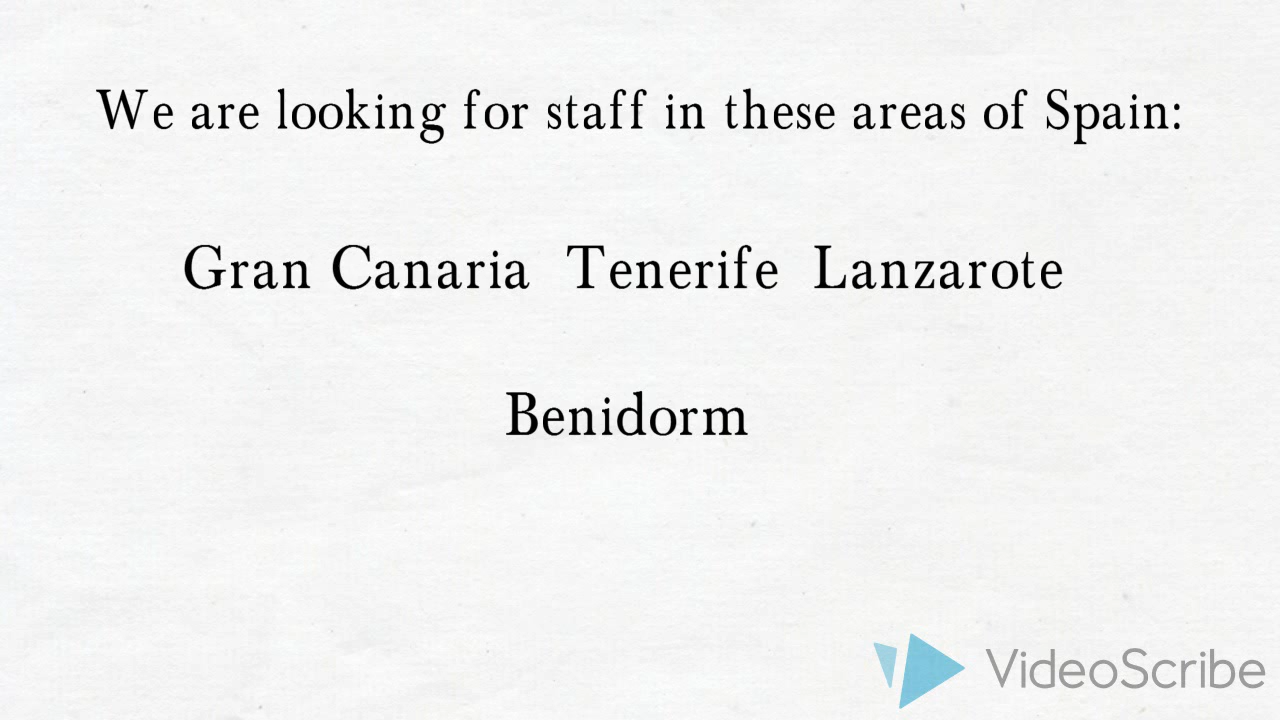 We are looking for staff in these areas of Spain:
Gran Canaria Tenerife Lanzarote
Benidorm
VideoScribe